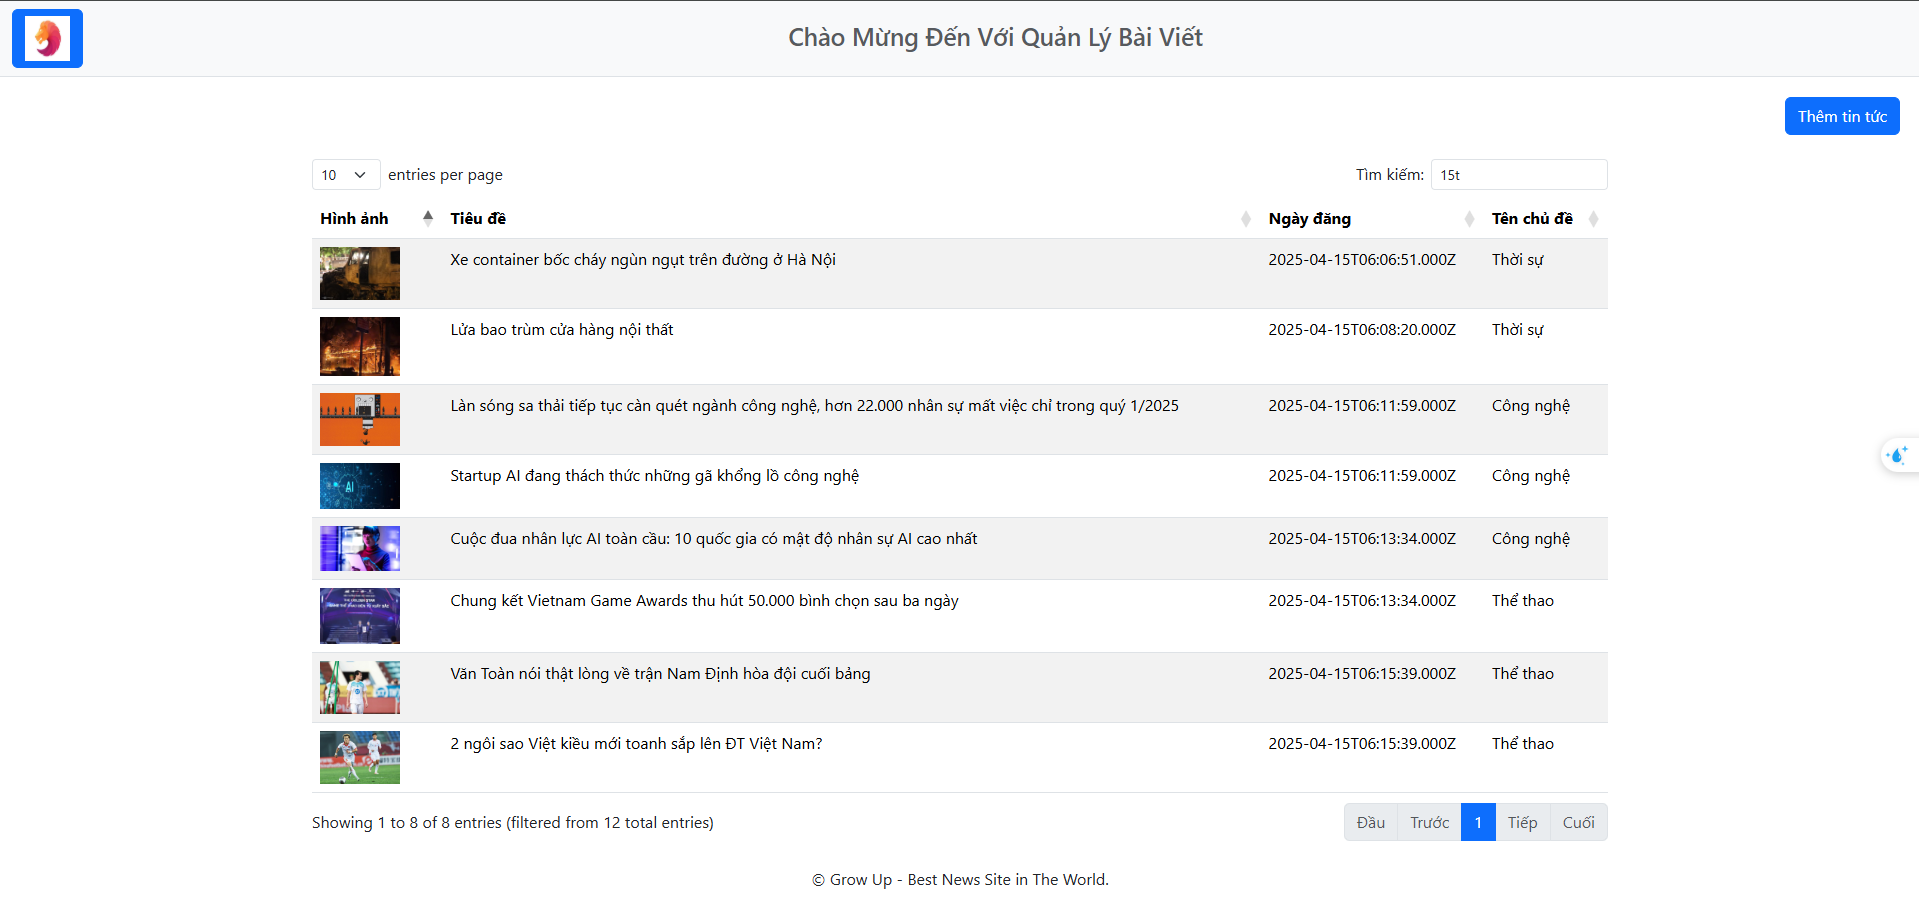 Chào Mừng Đến Với Quản Lý Bài Viết
Thêm tin tức
10 entries per page
Tìm kiếm: 15t
Hình ảnh Tiêu đề Ngày đăng Tên chủ đề
Xe container bốc cháy ngùn ngụt trên đường ở Hà Nội 2025-04-15T06:06:51.000Z Thời sự
Lửa bao trùm cửa hàng nội thất 2025-04-15T06:08:20.000Z Thời sự
Làn sóng sa thải tiếp tục càn quét ngành công nghệ, hơn 22.000 nhân sự mất việc chỉ trong quý 1/2025 2025-04-15T06:11:59.000Z Công nghệ
AI
Startup AI đang thách thức những gã khổng lồ công nghệ 2025-04-15T06:11:59.000Z Công nghệ
Cuộc đua nhân lực AI toàn cầu: 10 quốc gia có mật độ nhân sự AI cao nhất 2025-04-15T06:13:34.000Z Công nghệ
Chung kết Vietnam Game Awards thu hút 50.000 bình chọn sau ba ngày 2025-04-15T06:13:34.000Z Thể thao
Văn Toàn nói thật lòng về trận Nam Định hòa đội cuối bảng 2025-04-15T06:15:39.000Z Thể thao
2 ngôi sao Việt kiều mới toanh sắp lên ĐT Việt Nam? 2025-04-15T06:15:39.000Z Thể thao
Showing 1 to 8 of 8 entries (filtered from 12 total entries)
Đầu Trước 1 Tiếp Cuối
© Grow Up - Best News Site in The World.